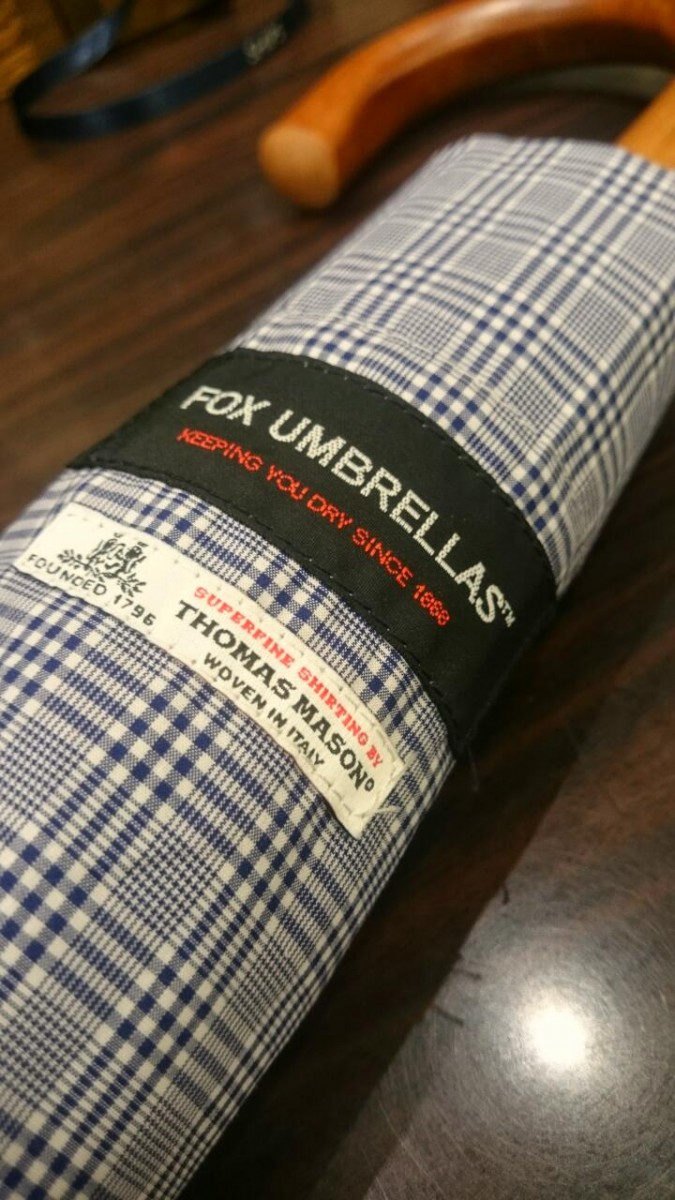 FOX UMBRELLAS™
KEEPING YOU DRY SINCE 1868
FOUNDED 1796
SUPERFINE SHIRTING BY
THOMAS MASON®
WOVEN IN ITALY